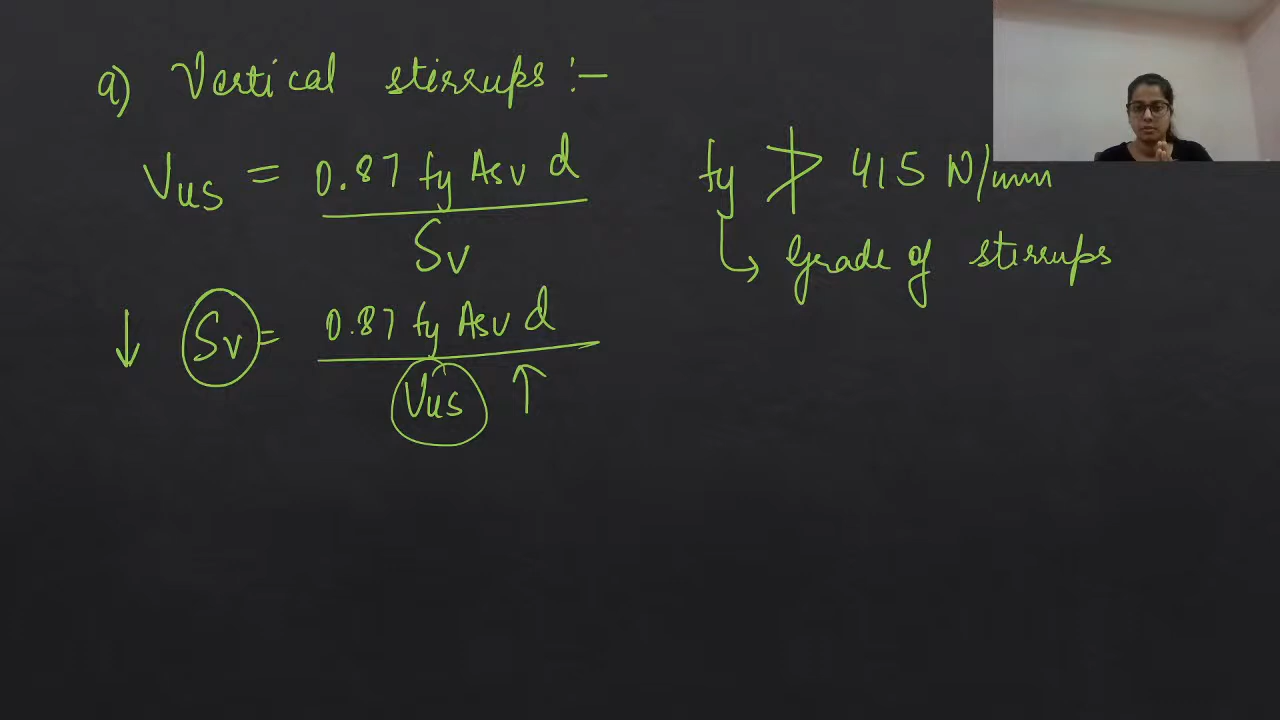 a) Vertical stirrups :-
Vus = 0.87 fy Asv d / Sv
fy ≯ 415 N/mm
↳ Grade of stirrups
↓ Sv = 0.87 fy Asv d / Vus ↑